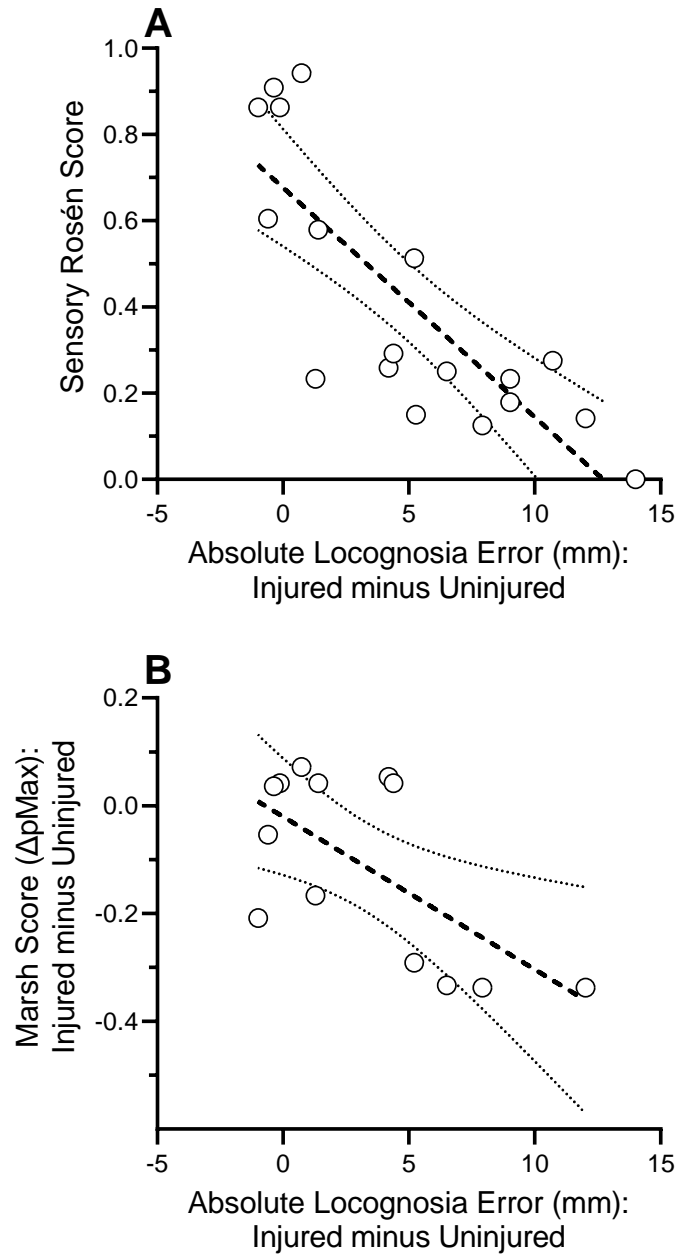 A
1.0
0.8
0.6
0.4
0.2
0.0
Sensory Rosén Score
-5 0 5 10 15
Absolute Locognosia Error (mm):
Injured minus Uninjured
B
0.2
0.0
-0.2
-0.4
Marsh Score (ΔpMax):
Injured minus Uninjured
-5 0 5 10 15
Absolute Locognosia Error (mm):
Injured minus Uninjured